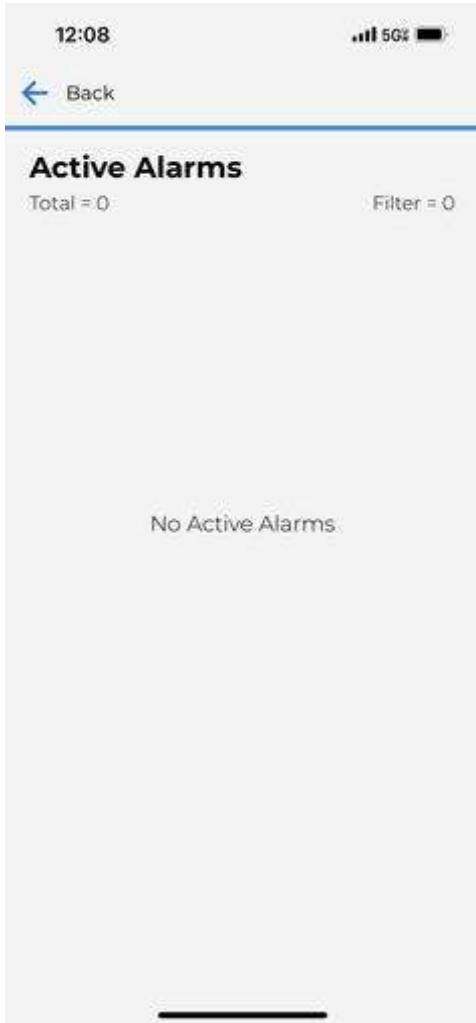 12:08 5G
Back
Active Alarms
Total = 0 Filter = 0
No Active Alarms